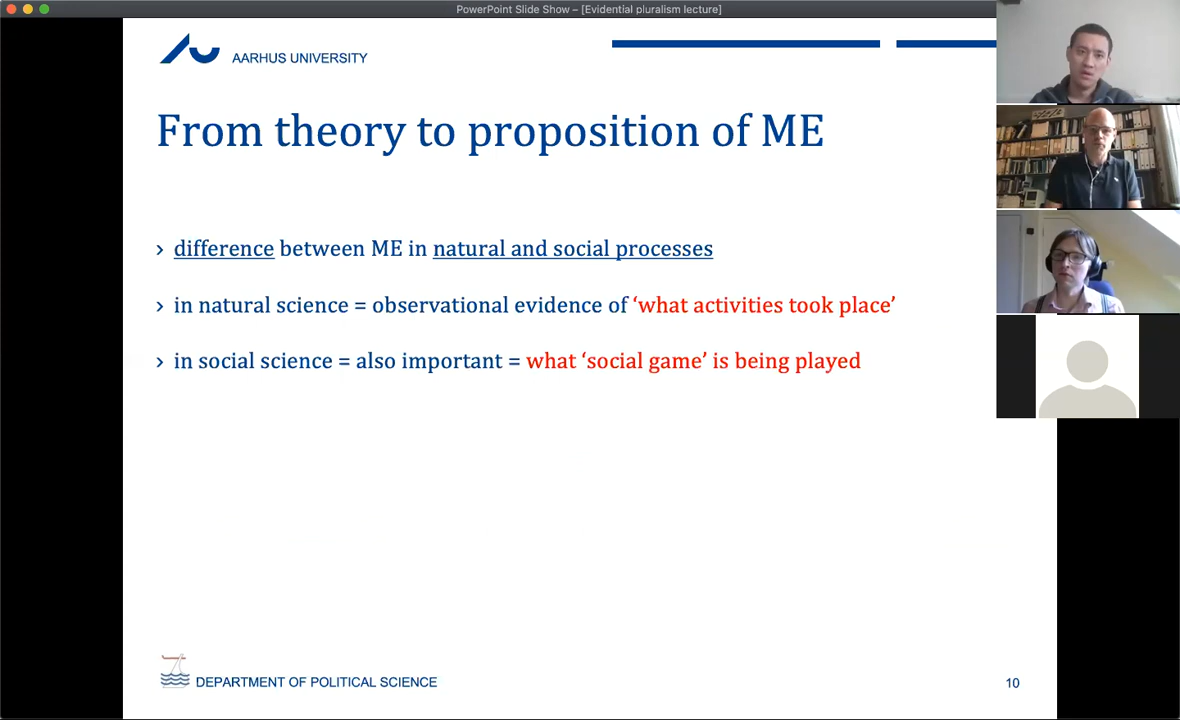 PowerPoint Slide Show – [Evidential pluralism lecture]
AARHUS UNIVERSITY
From theory to proposition of ME
› difference between ME in natural and social processes
› in natural science = observational evidence of ‘what activities took place’
› in social science = also important = what ‘social game’ is being played
DEPARTMENT OF POLITICAL SCIENCE
10